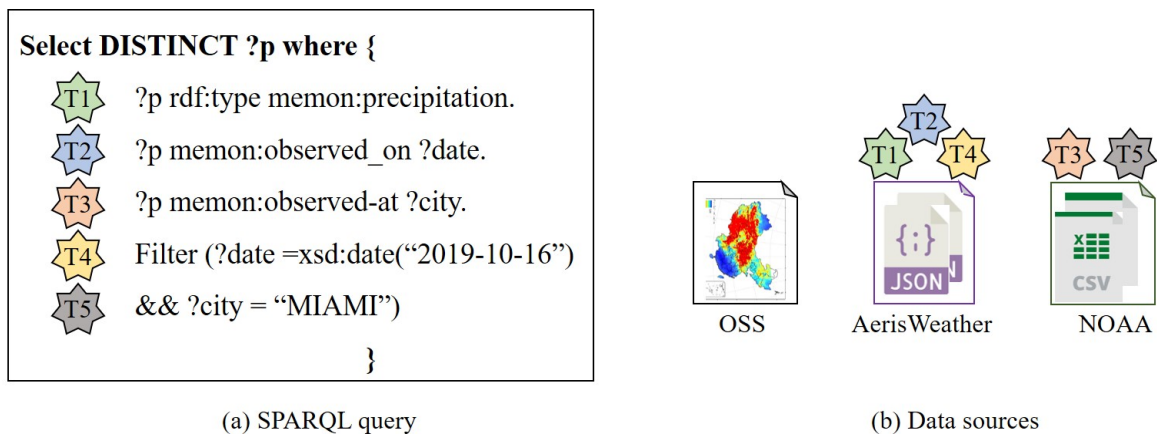 Select DISTINCT ?p where {
T1 ?p rdf:type memon:precipitation.
T2 ?p memon:observed_on ?date.
T3 ?p memon:observed-at ?city.
T4 Filter (?date =xsd:date(“2019-10-16”)
T5 && ?city = “MIAMI”)
}
(a) SPARQL query
T2
T1 T4 T3 T5
{;} X
JSON CSV
OSS AerisWeather NOAA
(b) Data sources